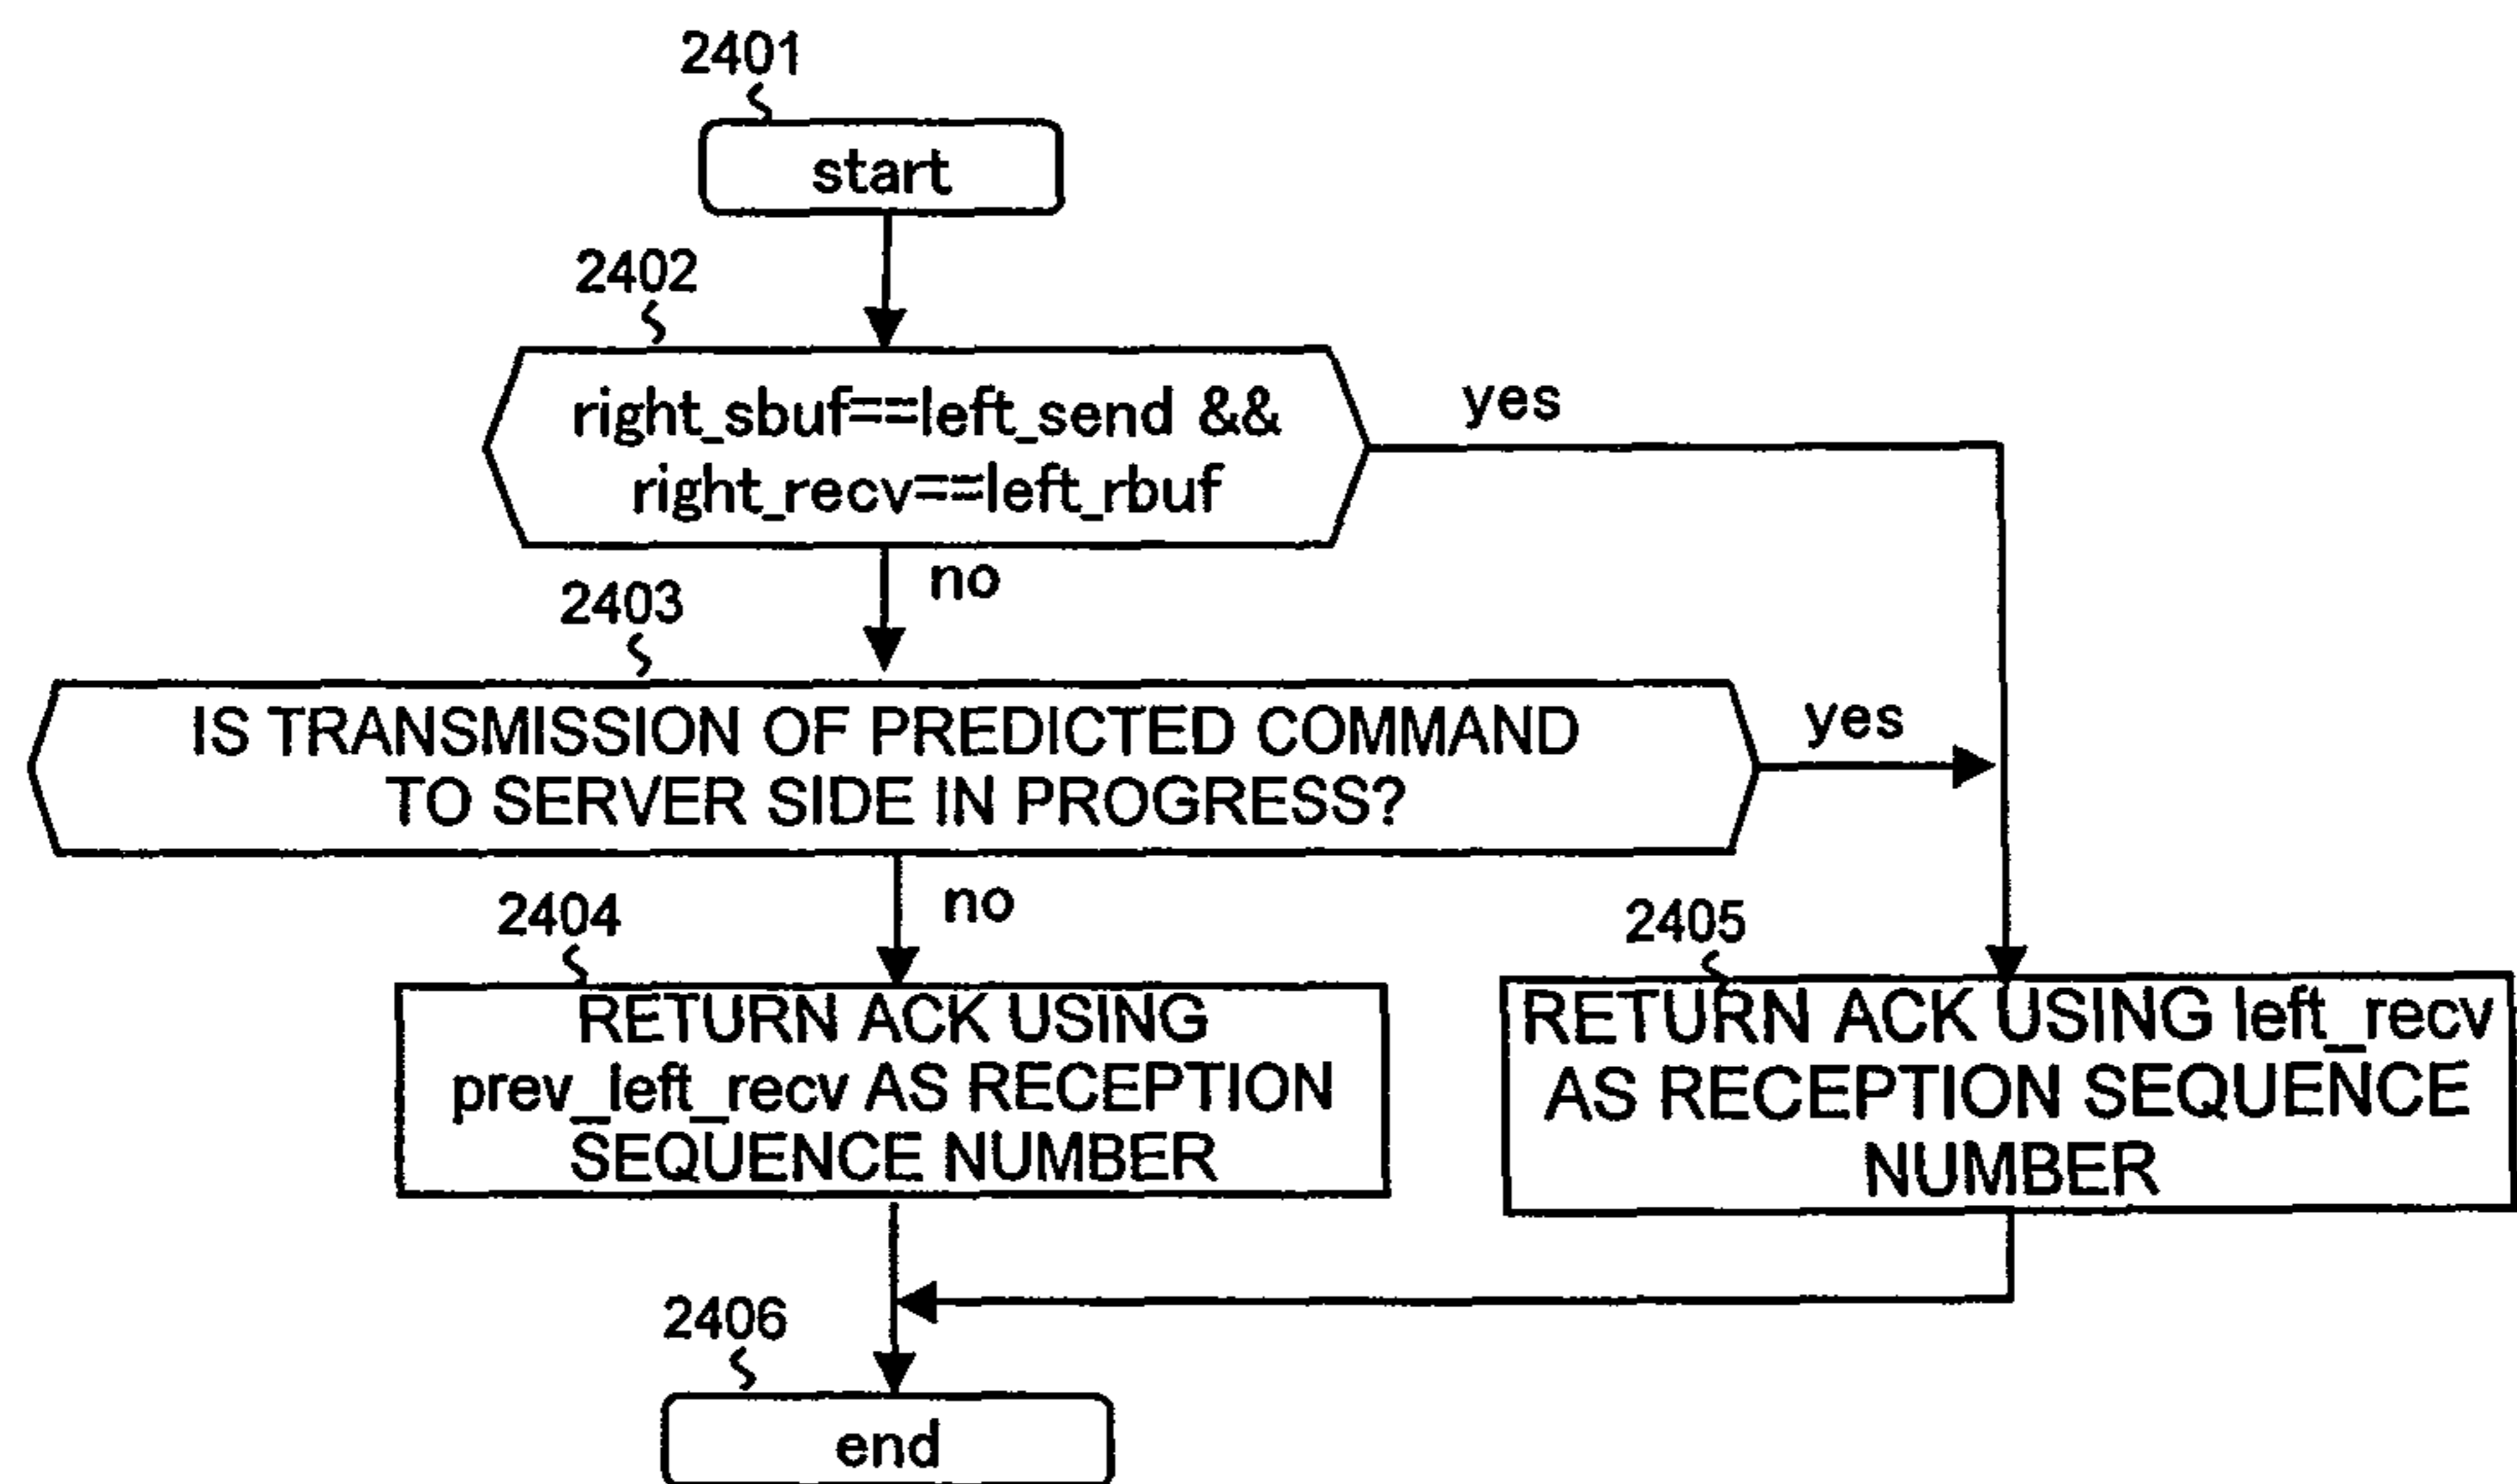 2401
start
2402
right_sbuf==left_send &&
right_recv==left_rbuf
yes
no
2403
IS TRANSMISSION OF PREDICTED COMMAND
TO SERVER SIDE IN PROGRESS?
yes
no
2404
RETURN ACK USING
prev_left_recv AS RECEPTION
SEQUENCE NUMBER
2405
RETURN ACK USING left_recv
AS RECEPTION SEQUENCE
NUMBER
2406
end